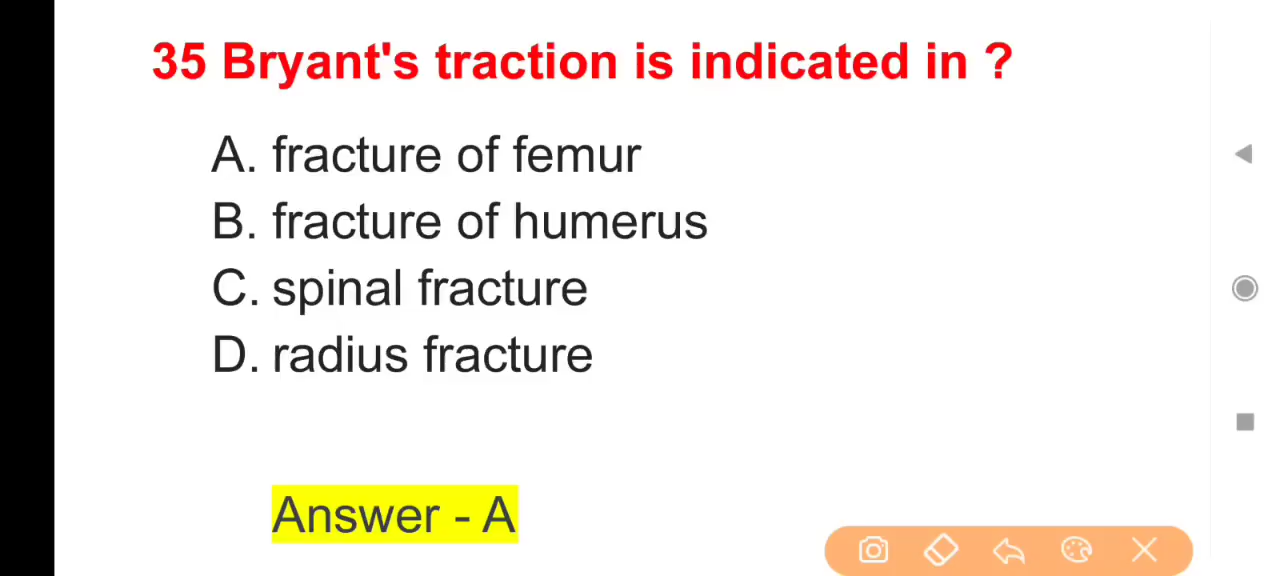 35 Bryant's traction is indicated in ?
A. fracture of femur
B. fracture of humerus
C. spinal fracture
D. radius fracture
Answer - A